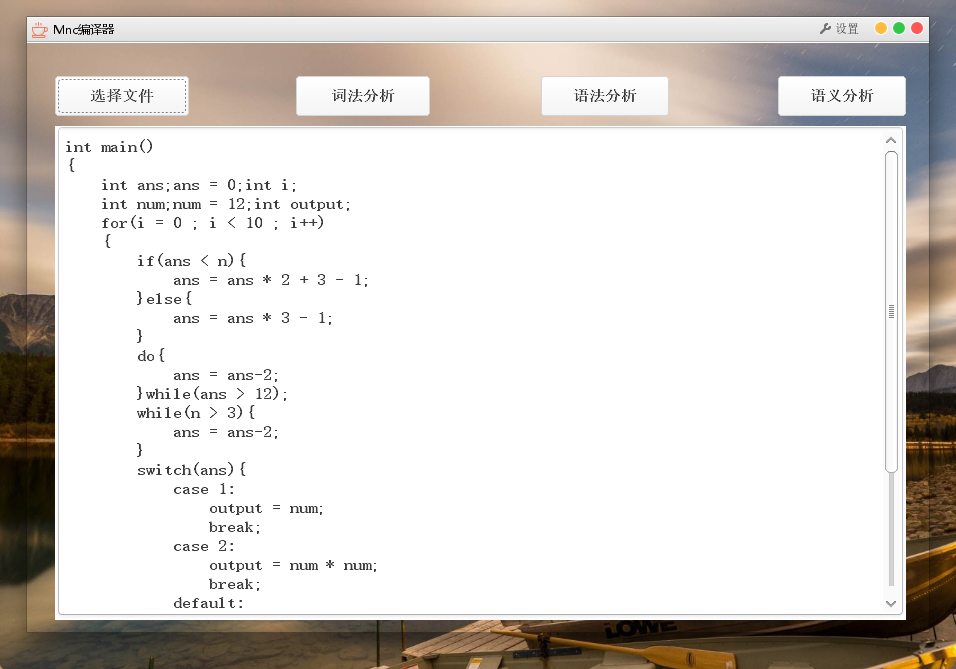 Mnc编译器 设置
选择文件 词法分析 语法分析 语义分析
int main()
{
    int ans;ans = 0;int i;
    int num;num = 12;int output;
    for(i = 0 ; i < 10 ; i++)
    {
        if(ans < n){
            ans = ans * 2 + 3 - 1;
        }else{
            ans = ans * 3 - 1;
        }
        do{
            ans = ans-2;
        }while(ans > 12);
        while(n > 3){
            ans = ans-2;
        }
        switch(ans){
            case 1:
                output = num;
                break;
            case 2:
                output = num * num;
                break;
            default:
LOWE